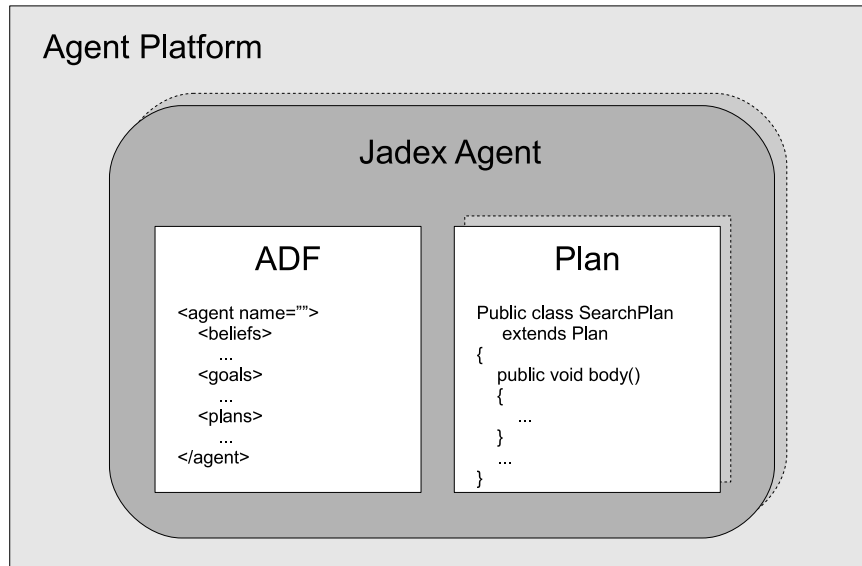 Agent Platform
Jadex Agent
ADF
<agent name=””>
<beliefs>
...
<goals>
...
<plans>
...
</agent>
Plan
Public class SearchPlan
extends Plan
{
public void body()
{
...
}
...
}